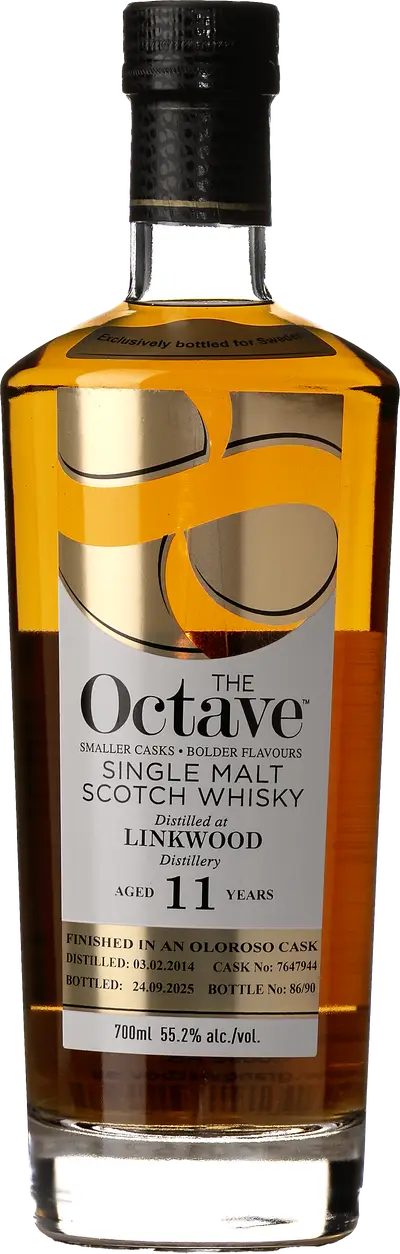 Exclusively bottled for Sweden
THE
Octave™
SMALLER CASKS • BOLDER FLAVOURS
SINGLE MALT
SCOTCH WHISKY
Distilled at
LINKWOOD
Distillery
AGED 11 YEARS
FINISHED IN AN OLOROSO CASK
DISTILLED: 03.02.2014 CASK No: 7647944
BOTTLED: 24.09.2025 BOTTLE No: 86/90
700ml 55.2% alc./vol.